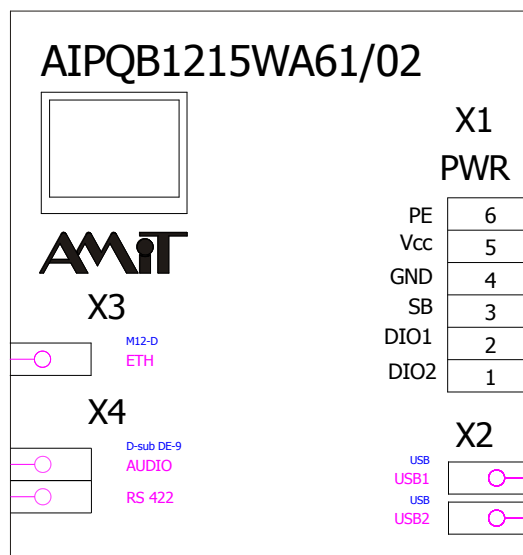 AIPQB1215WA61/02
X1
PWR
PE 6
Vcc 5
AMiT
GND 4
X3
SB 3
M12-D
DIO1 2
ETH
DIO2 1
X4
X2
D-sub DE-9
AUDIO
USB
USB1
RS 422
USB
USB2